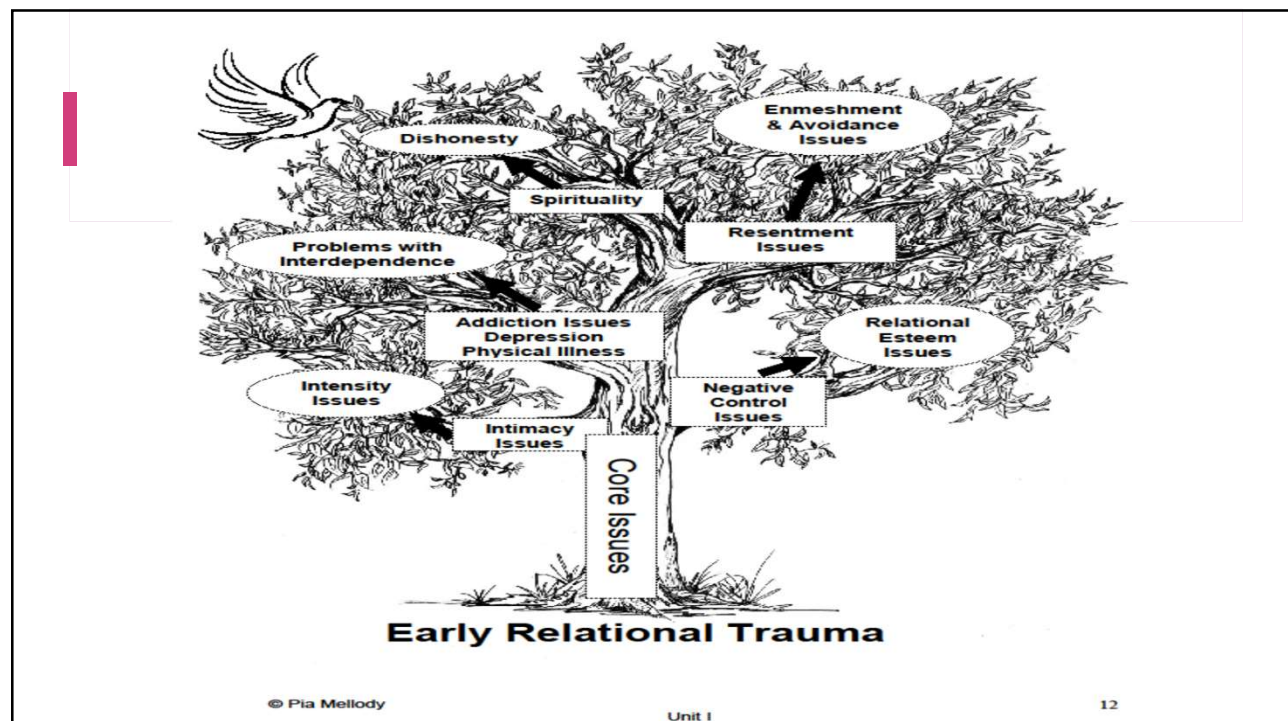 Dishonesty
Enmeshment
& Avoidance
Issues
Spirituality
Resentment
Issues
Problems with
Interdependence
Addiction Issues
Depression
Physical Illness
Relational
Esteem
Issues
Intensity
Issues
Negative
Control
Issues
Intimacy
Issues
Core Issues
Early Relational Trauma
© Pia Mellody
Unit I
12